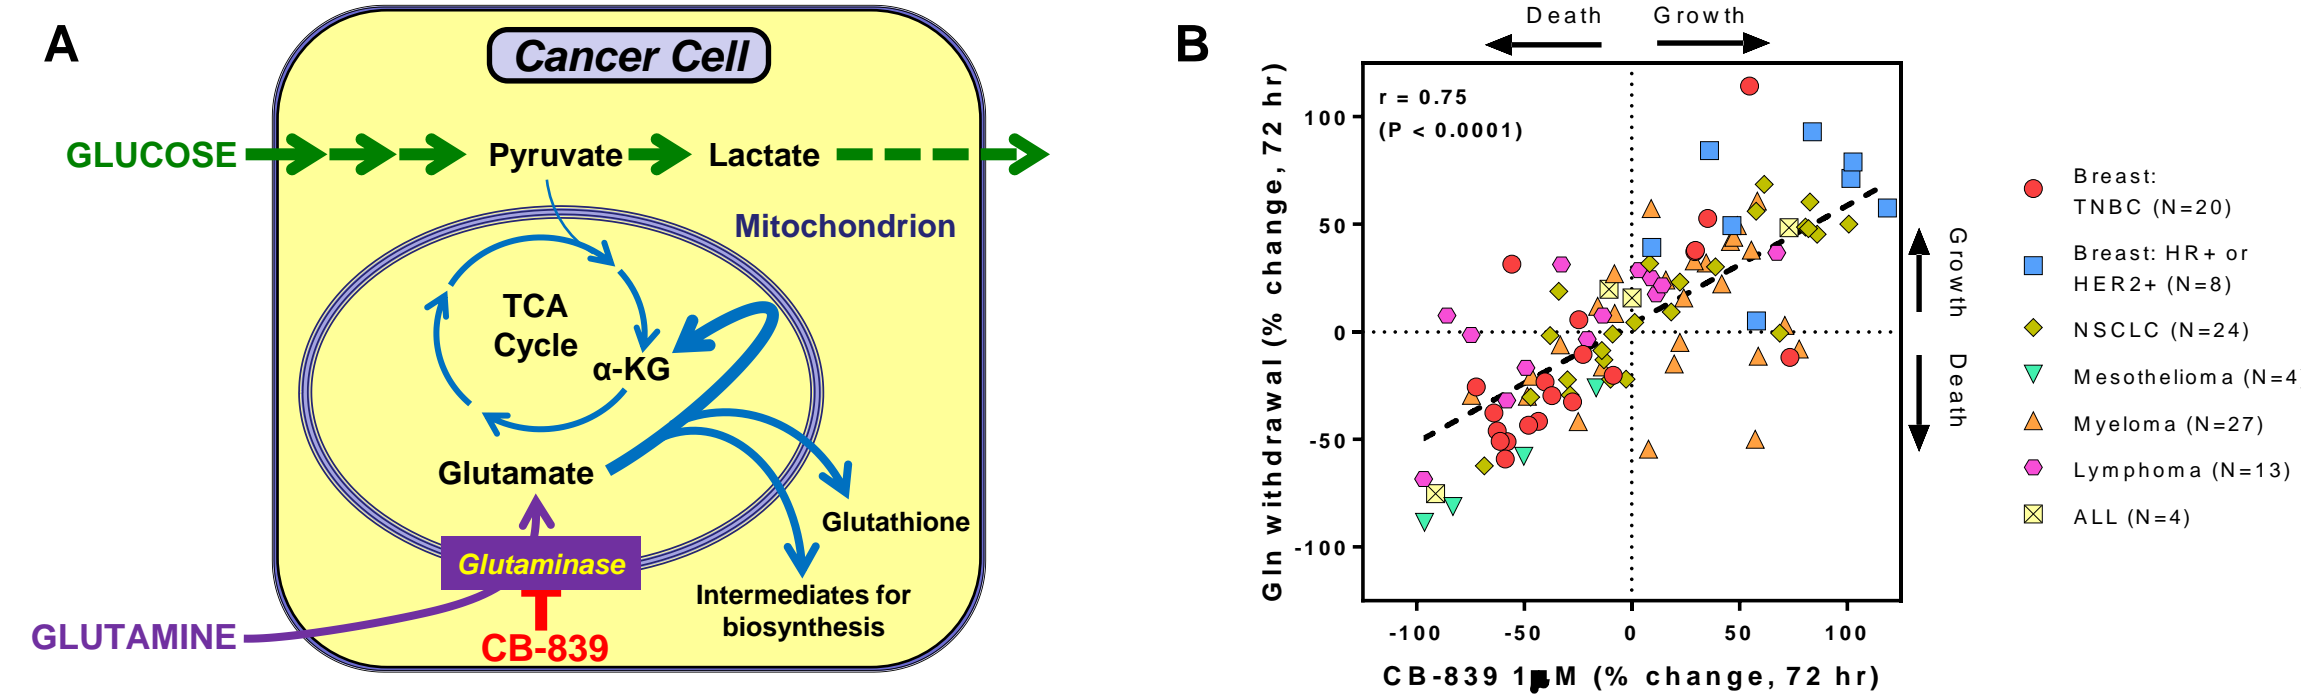 A
Cancer Cell
GLUCOSE
Pyruvate
Lactate
Mitochondrion
TCA
Cycle
α-KG
Glutamate
Glutathione
Glutaminase
Intermediates for
biosynthesis
GLUTAMINE
CB-839
B
Death
Growth
r = 0.75
(P < 0.0001)
Gln withdrawal (% change, 72 hr)
100
50
0
-50
-100
-100
-50
0
50
100
CB-839 1µM (% change, 72 hr)
Growth
Death
Breast:
TNBC (N=20)
Breast: HR+ or
HER2+ (N=8)
NSCLC (N=24)
Mesothelioma (N=4
Myeloma (N=27)
Lymphoma (N=13)
ALL (N=4)